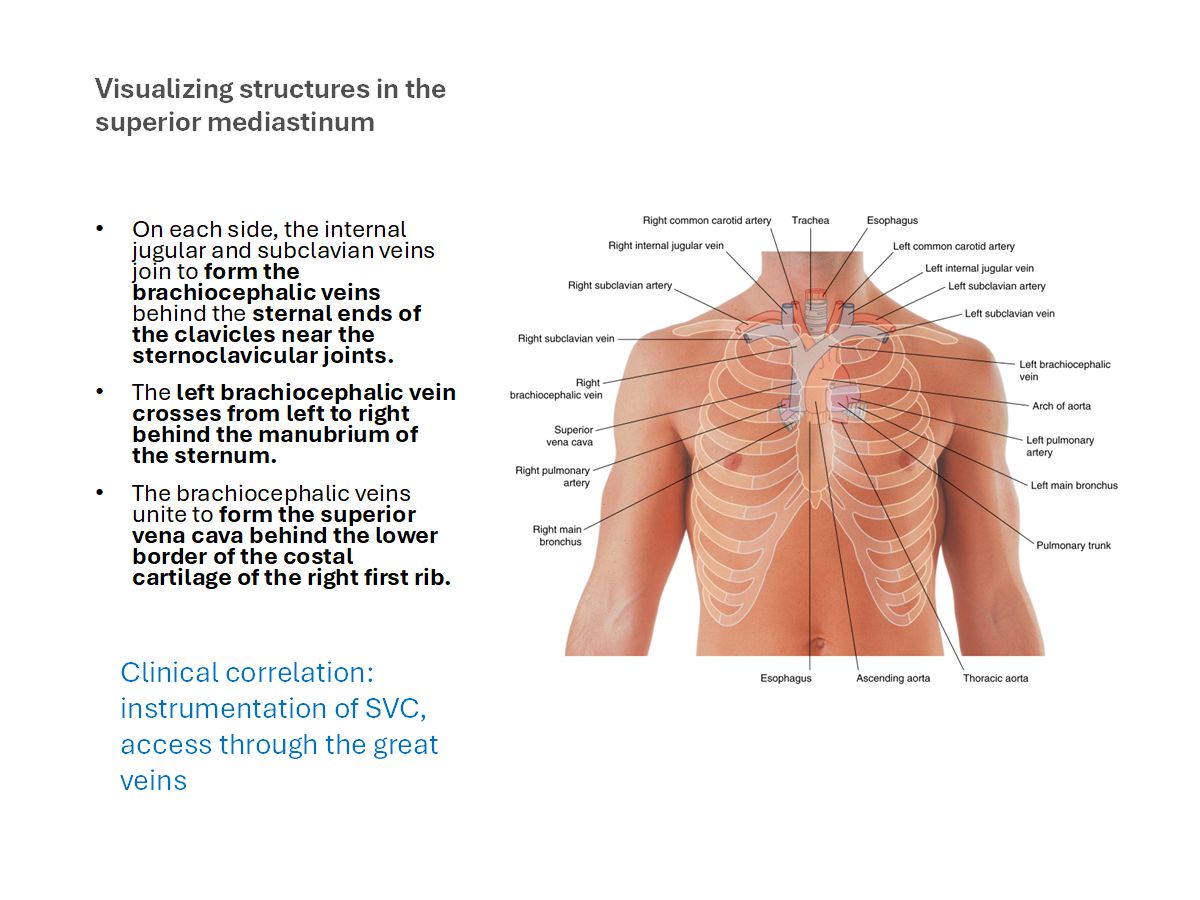 Visualizing structures in the
superior mediastinum
• On each side, the internal
jugular and subclavian veins
join to form the
brachiocephalic veins
behind the sternal ends of
the clavicles near the
sternoclavicular joints.
• The left brachiocephalic vein
crosses from left to right
behind the manubrium of
the sternum.
• The brachiocephalic veins
unite to form the superior
vena cava behind the lower
border of the costal
cartilage of the right first rib.
Clinical correlation:
instrumentation of SVC,
access through the great
veins
Right common carotid artery
Trachea
Esophagus
Right internal jugular vein
Left common carotid artery
Left internal jugular vein
Right subclavian artery
Left subclavian artery
Left subclavian vein
Right subclavian vein
Left brachiocephalic
vein
Right
brachiocephalic vein
Arch of aorta
Superior
vena cava
Left pulmonary
artery
Right pulmonary
artery
Left main bronchus
Right main
bronchus
Pulmonary trunk
Esophagus
Ascending aorta
Thoracic aorta